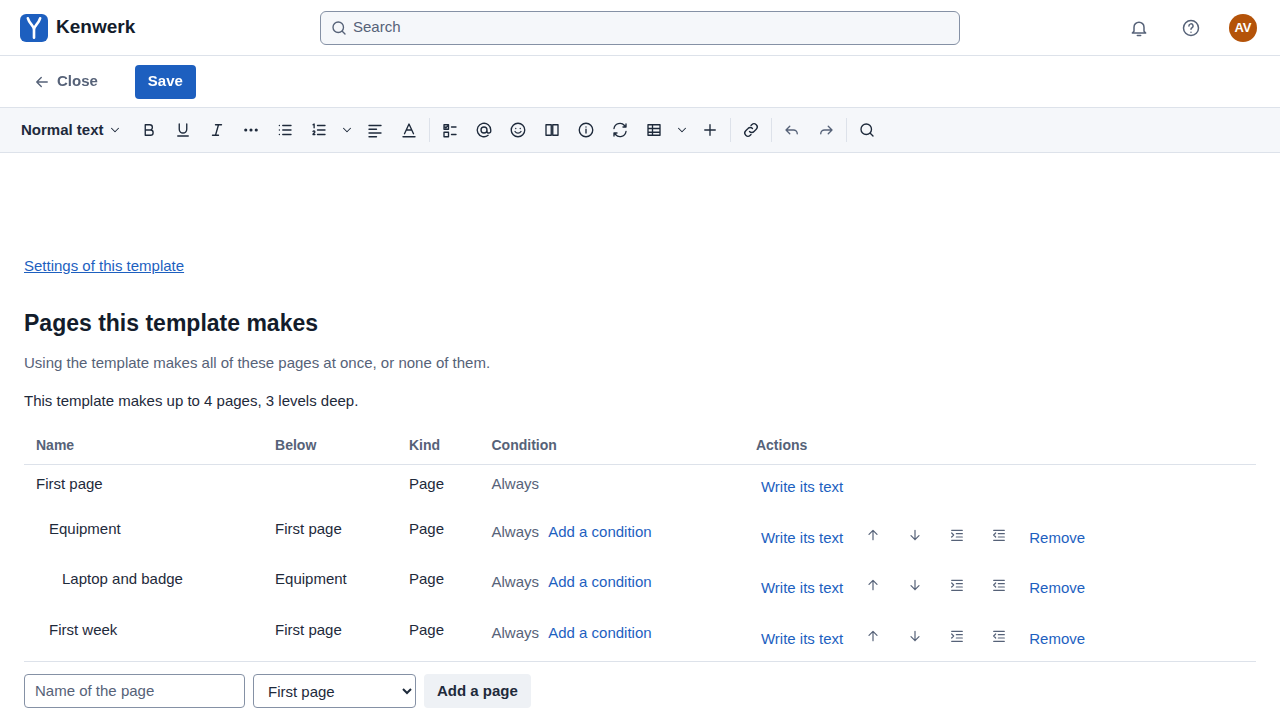 Kenwerk
Search
AV
Close
Save
Normal text
Settings of this template
Pages this template makes
Using the template makes all of these pages at once, or none of them.
This template makes up to 4 pages, 3 levels deep.
Name Below Kind Condition Actions
First page Page Always Write its text
Equipment First page Page Always Add a condition Write its text Remove
Laptop and badge Equipment Page Always Add a condition Write its text Remove
First week First page Page Always Add a condition Write its text Remove
Name of the page First page Add a page